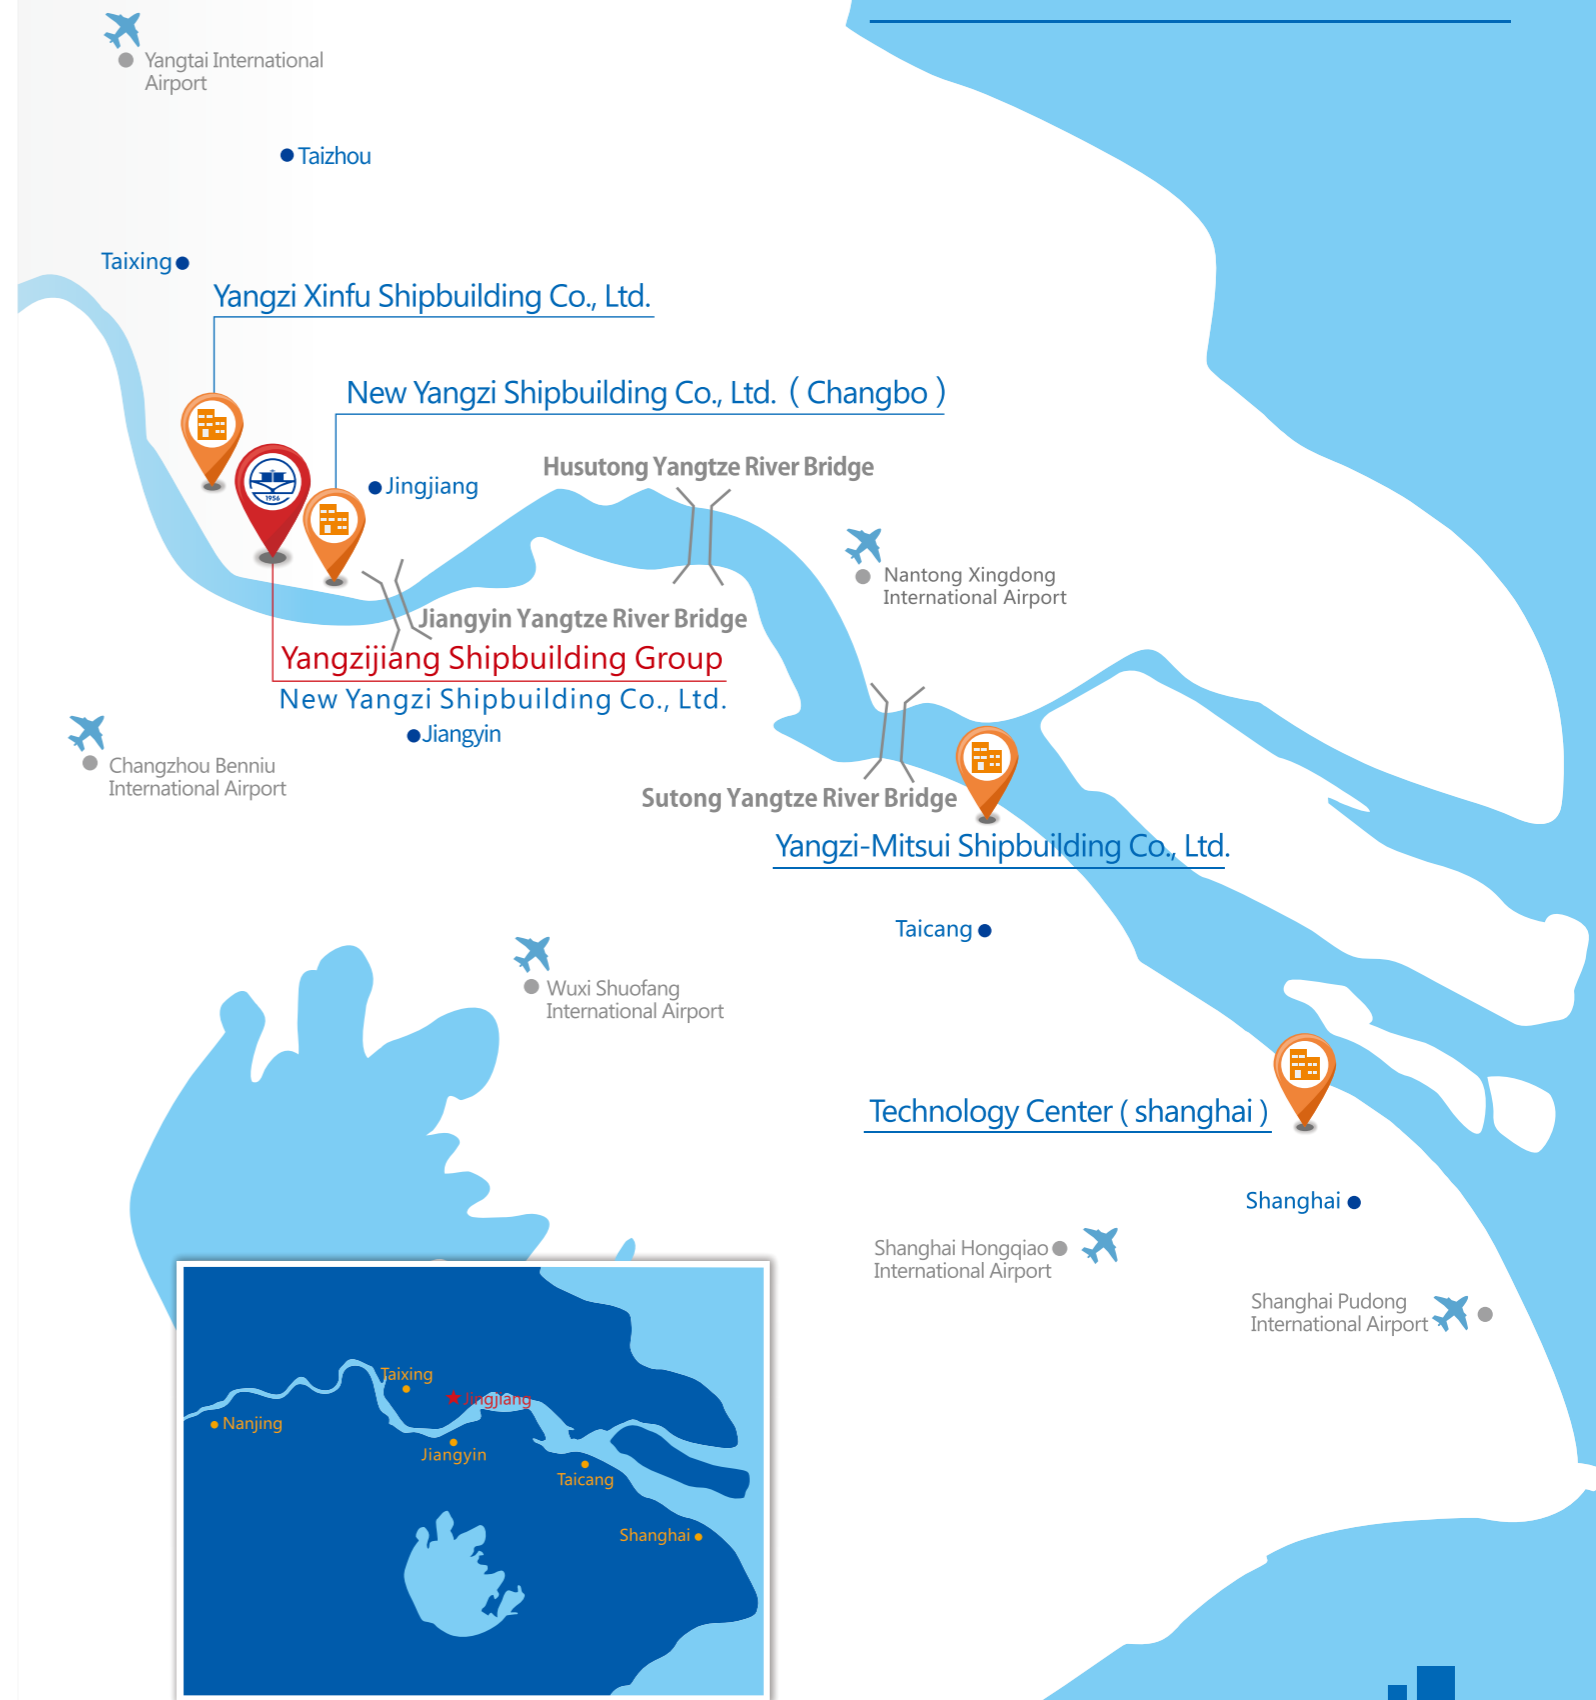 Yangtai International
Airport
Taizhou
Taixing
Yangzi Xinfu Shipbuilding Co., Ltd.
New Yangzi Shipbuilding Co., Ltd. ( Changbo )
Husutong Yangtze River Bridge
Jingjiang
1956
Nantong Xingdong
International Airport
Jiangyin Yangtze River Bridge
Yangzijiang Shipbuilding Group
New Yangzi Shipbuilding Co., Ltd.
Jiangyin
Changzhou Benniu
International Airport
Sutong Yangtze River Bridge
Yangzi-Mitsui Shipbuilding Co., Ltd.
Taicang
Wuxi Shuofang
International Airport
Technology Center ( shanghai )
Shanghai
Shanghai Hongqiao
International Airport
Shanghai Pudong
International Airport
Taixing
Jingjiang
Nanjing
Jiangyin
Taicang
Shanghai